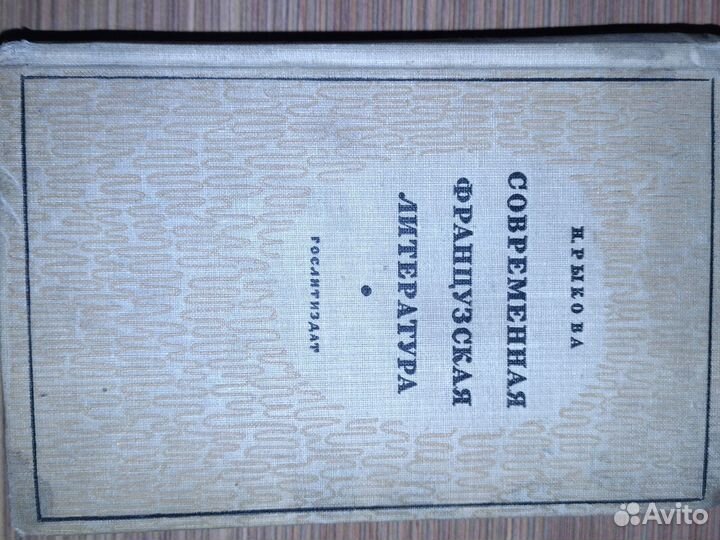 Н. РЫКОВА
СОВРЕМЕННАЯ
ФРАНЦУЗСКАЯ
ЛИТЕРАТУРА
ГОСЛИТИЗДАТ
Avito